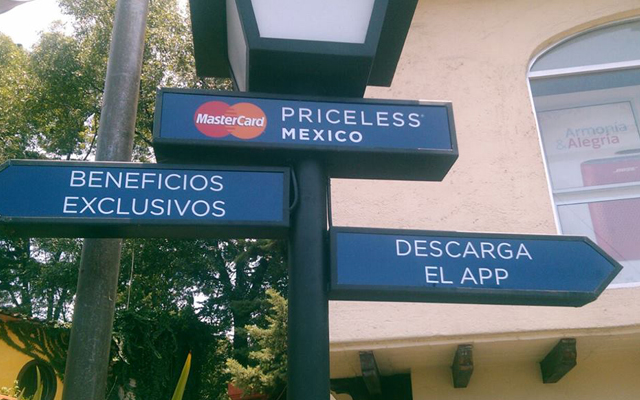 MasterCard PRICELESS®
MEXICO
BENEFICIOS
EXCLUSIVOS
DESCARGA
EL APP
Armonía
&Alegría